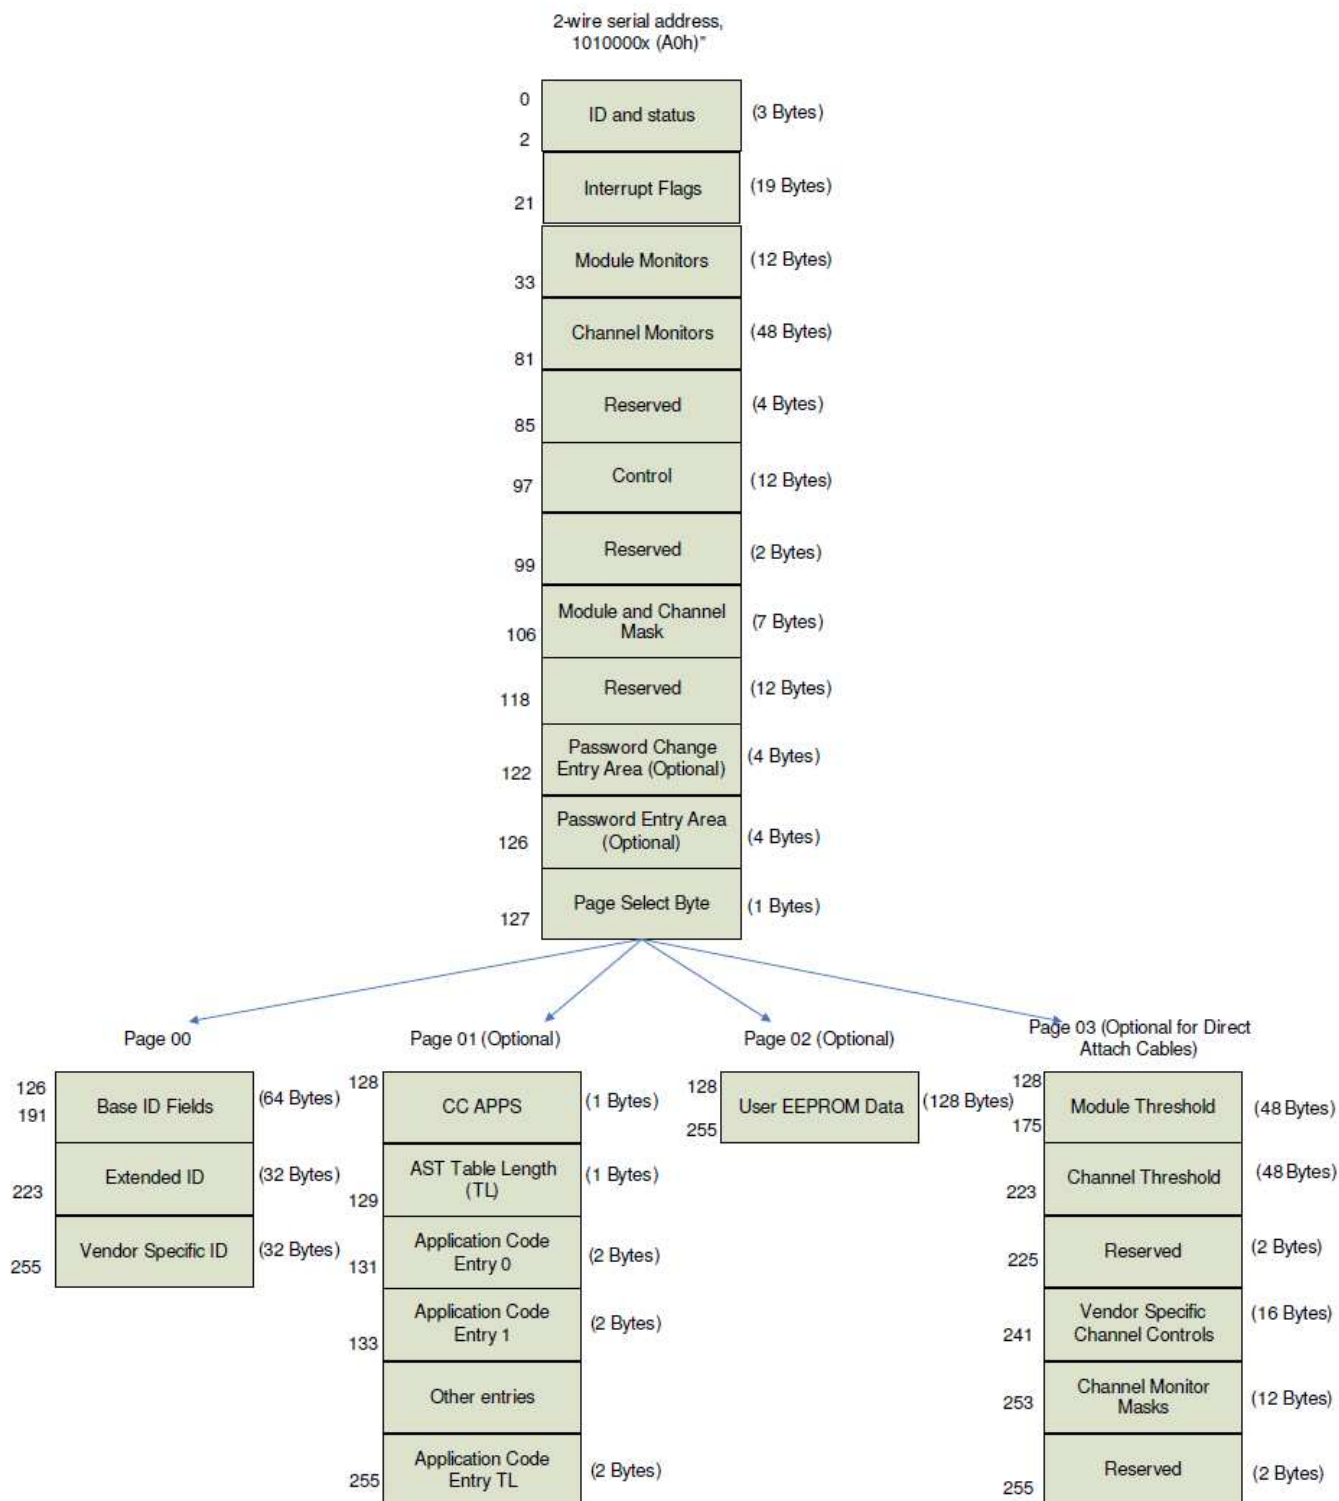 2-wire serial address,
1010000x (A0h)"
0
ID and status
(3 Bytes)
2
Interrupt Flags
(19 Bytes)
21
Module Monitors
(12 Bytes)
33
Channel Monitors
(48 Bytes)
81
Reserved
(4 Bytes)
85
Control
(12 Bytes)
97
Reserved
(2 Bytes)
99
Module and Channel
Mask
(7 Bytes)
106
Reserved
(12 Bytes)
118
Password Change
Entry Area (Optional)
(4 Bytes)
122
Password Entry Area
(Optional)
(4 Bytes)
126
Page Select Byte
(1 Bytes)
127
Page 00
126
191
Base ID Fields
(64 Bytes)
Extended ID
(32 Bytes)
223
Vendor Specific ID
(32 Bytes)
255
Page 01 (Optional)
128
CC APPS
(1 Bytes)
AST Table Length
(TL)
(1 Bytes)
129
Application Code
Entry 0
(2 Bytes)
131
Application Code
Entry 1
(2 Bytes)
133
Other entries
Application Code
Entry TL
(2 Bytes)
255
Page 02 (Optional)
128
User EEPROM Data
(128 Bytes)
255
Page 03 (Optional for Direct
Attach Cables)
128
Module Threshold
(48 Bytes)
175
Channel Threshold
(48 Bytes)
223
Reserved
(2 Bytes)
225
Vendor Specific
Channel Controls
(16 Bytes)
241
Channel Monitor
Masks
(12 Bytes)
253
Reserved
(2 Bytes)
255